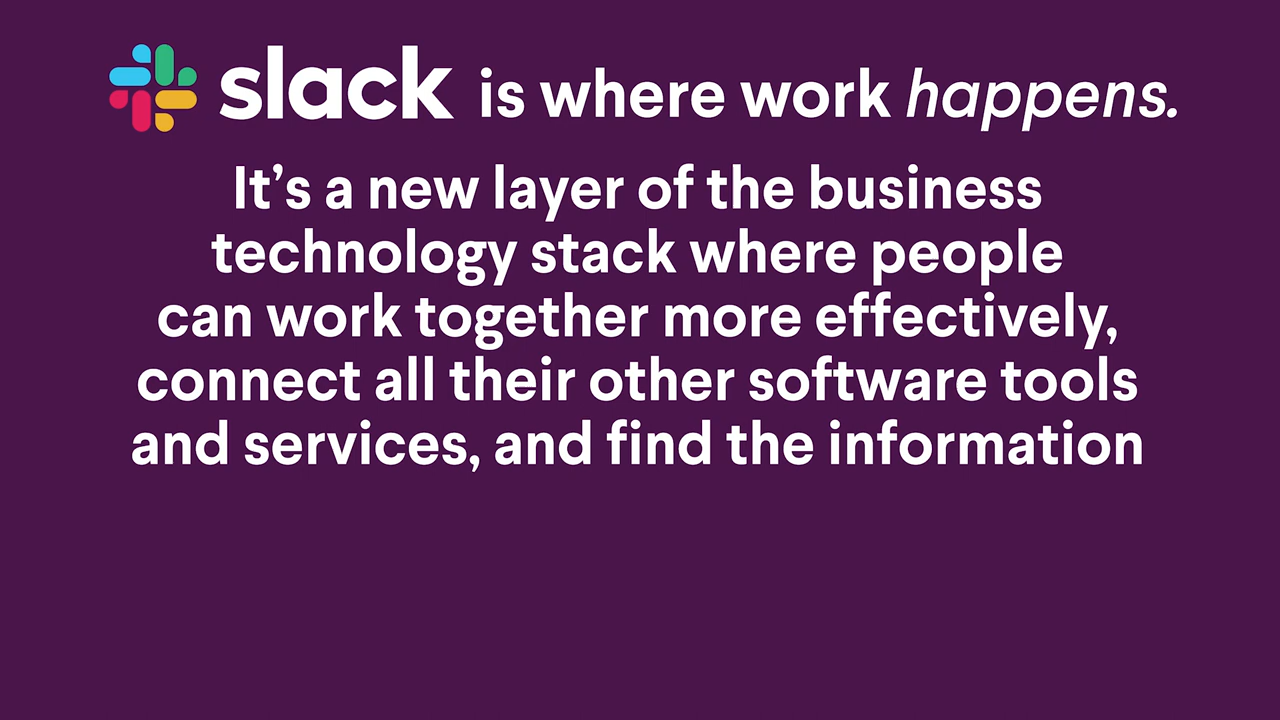 slack is where work happens.
It’s a new layer of the business
technology stack where people
can work together more effectively,
connect all their other software tools
and services, and find the information